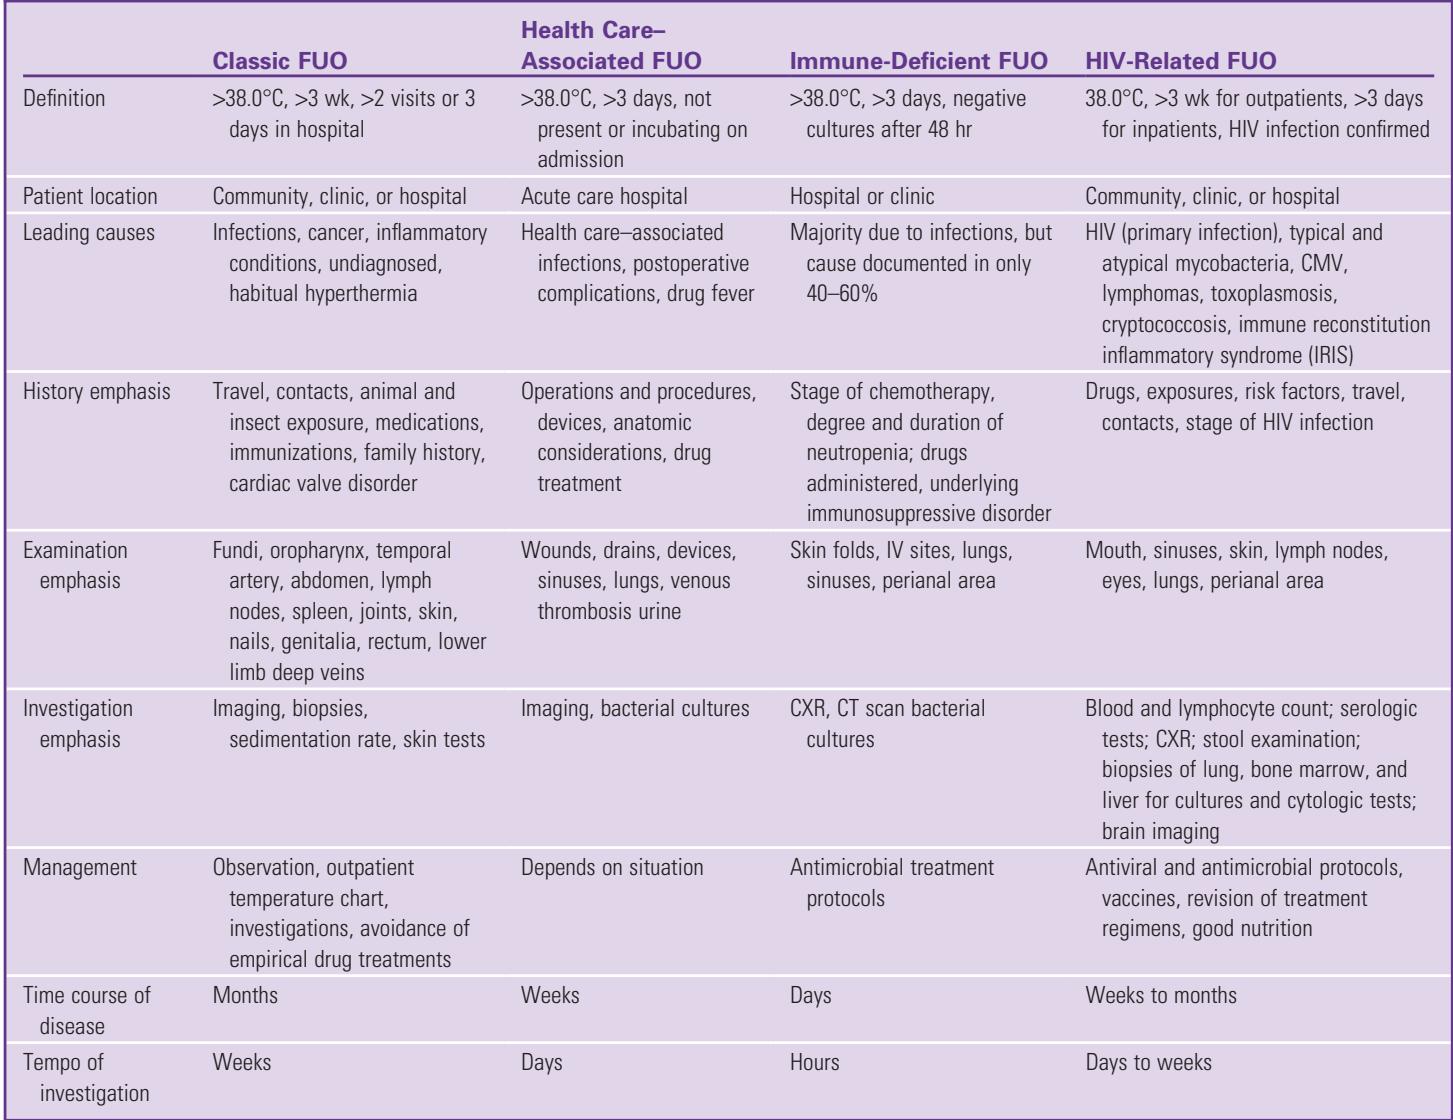 Health Care–
Classic FUO Associated FUO Immune-Deficient FUO HIV-Related FUO
Definition >38.0°C, >3 wk, >2 visits or 3 >38.0°C, >3 days, not >38.0°C, >3 days, negative 38.0°C, >3 wk for outpatients, >3 days
days in hospital present or incubating on cultures after 48 hr for inpatients, HIV infection confirmed
admission
Patient location Community, clinic, or hospital Acute care hospital Hospital or clinic Community, clinic, or hospital
Leading causes Infections, cancer, inflammatory Health care–associated Majority due to infections, but HIV (primary infection), typical and
conditions, undiagnosed, infections, postoperative cause documented in only atypical mycobacteria, CMV,
habitual hyperthermia complications, drug fever 40–60% lymphomas, toxoplasmosis,
cryptococcosis, immune reconstitution
inflammatory syndrome (IRIS)
History emphasis Travel, contacts, animal and Operations and procedures, Stage of chemotherapy, Drugs, exposures, risk factors, travel,
insect exposure, medications, devices, anatomic degree and duration of contacts, stage of HIV infection
immunizations, family history, considerations, drug neutropenia; drugs
cardiac valve disorder treatment administered, underlying
immunosuppressive disorder
Examination Fundi, oropharynx, temporal Wounds, drains, devices, Skin folds, IV sites, lungs, Mouth, sinuses, skin, lymph nodes,
emphasis artery, abdomen, lymph sinuses, lungs, venous sinuses, perianal area eyes, lungs, perianal area
nodes, spleen, joints, skin, thrombosis urine
nails, genitalia, rectum, lower
limb deep veins
Investigation Imaging, biopsies, Imaging, bacterial cultures CXR, CT scan bacterial Blood and lymphocyte count; serologic
emphasis sedimentation rate, skin tests cultures tests; CXR; stool examination;
biopsies of lung, bone marrow, and
liver for cultures and cytologic tests;
brain imaging
Management Observation, outpatient Depends on situation Antimicrobial treatment Antiviral and antimicrobial protocols,
temperature chart, protocols vaccines, revision of treatment
investigations, avoidance of regimens, good nutrition
empirical drug treatments
Time course of Months Weeks Days Weeks to months
disease
Tempo of Weeks Days Hours Days to weeks
investigation